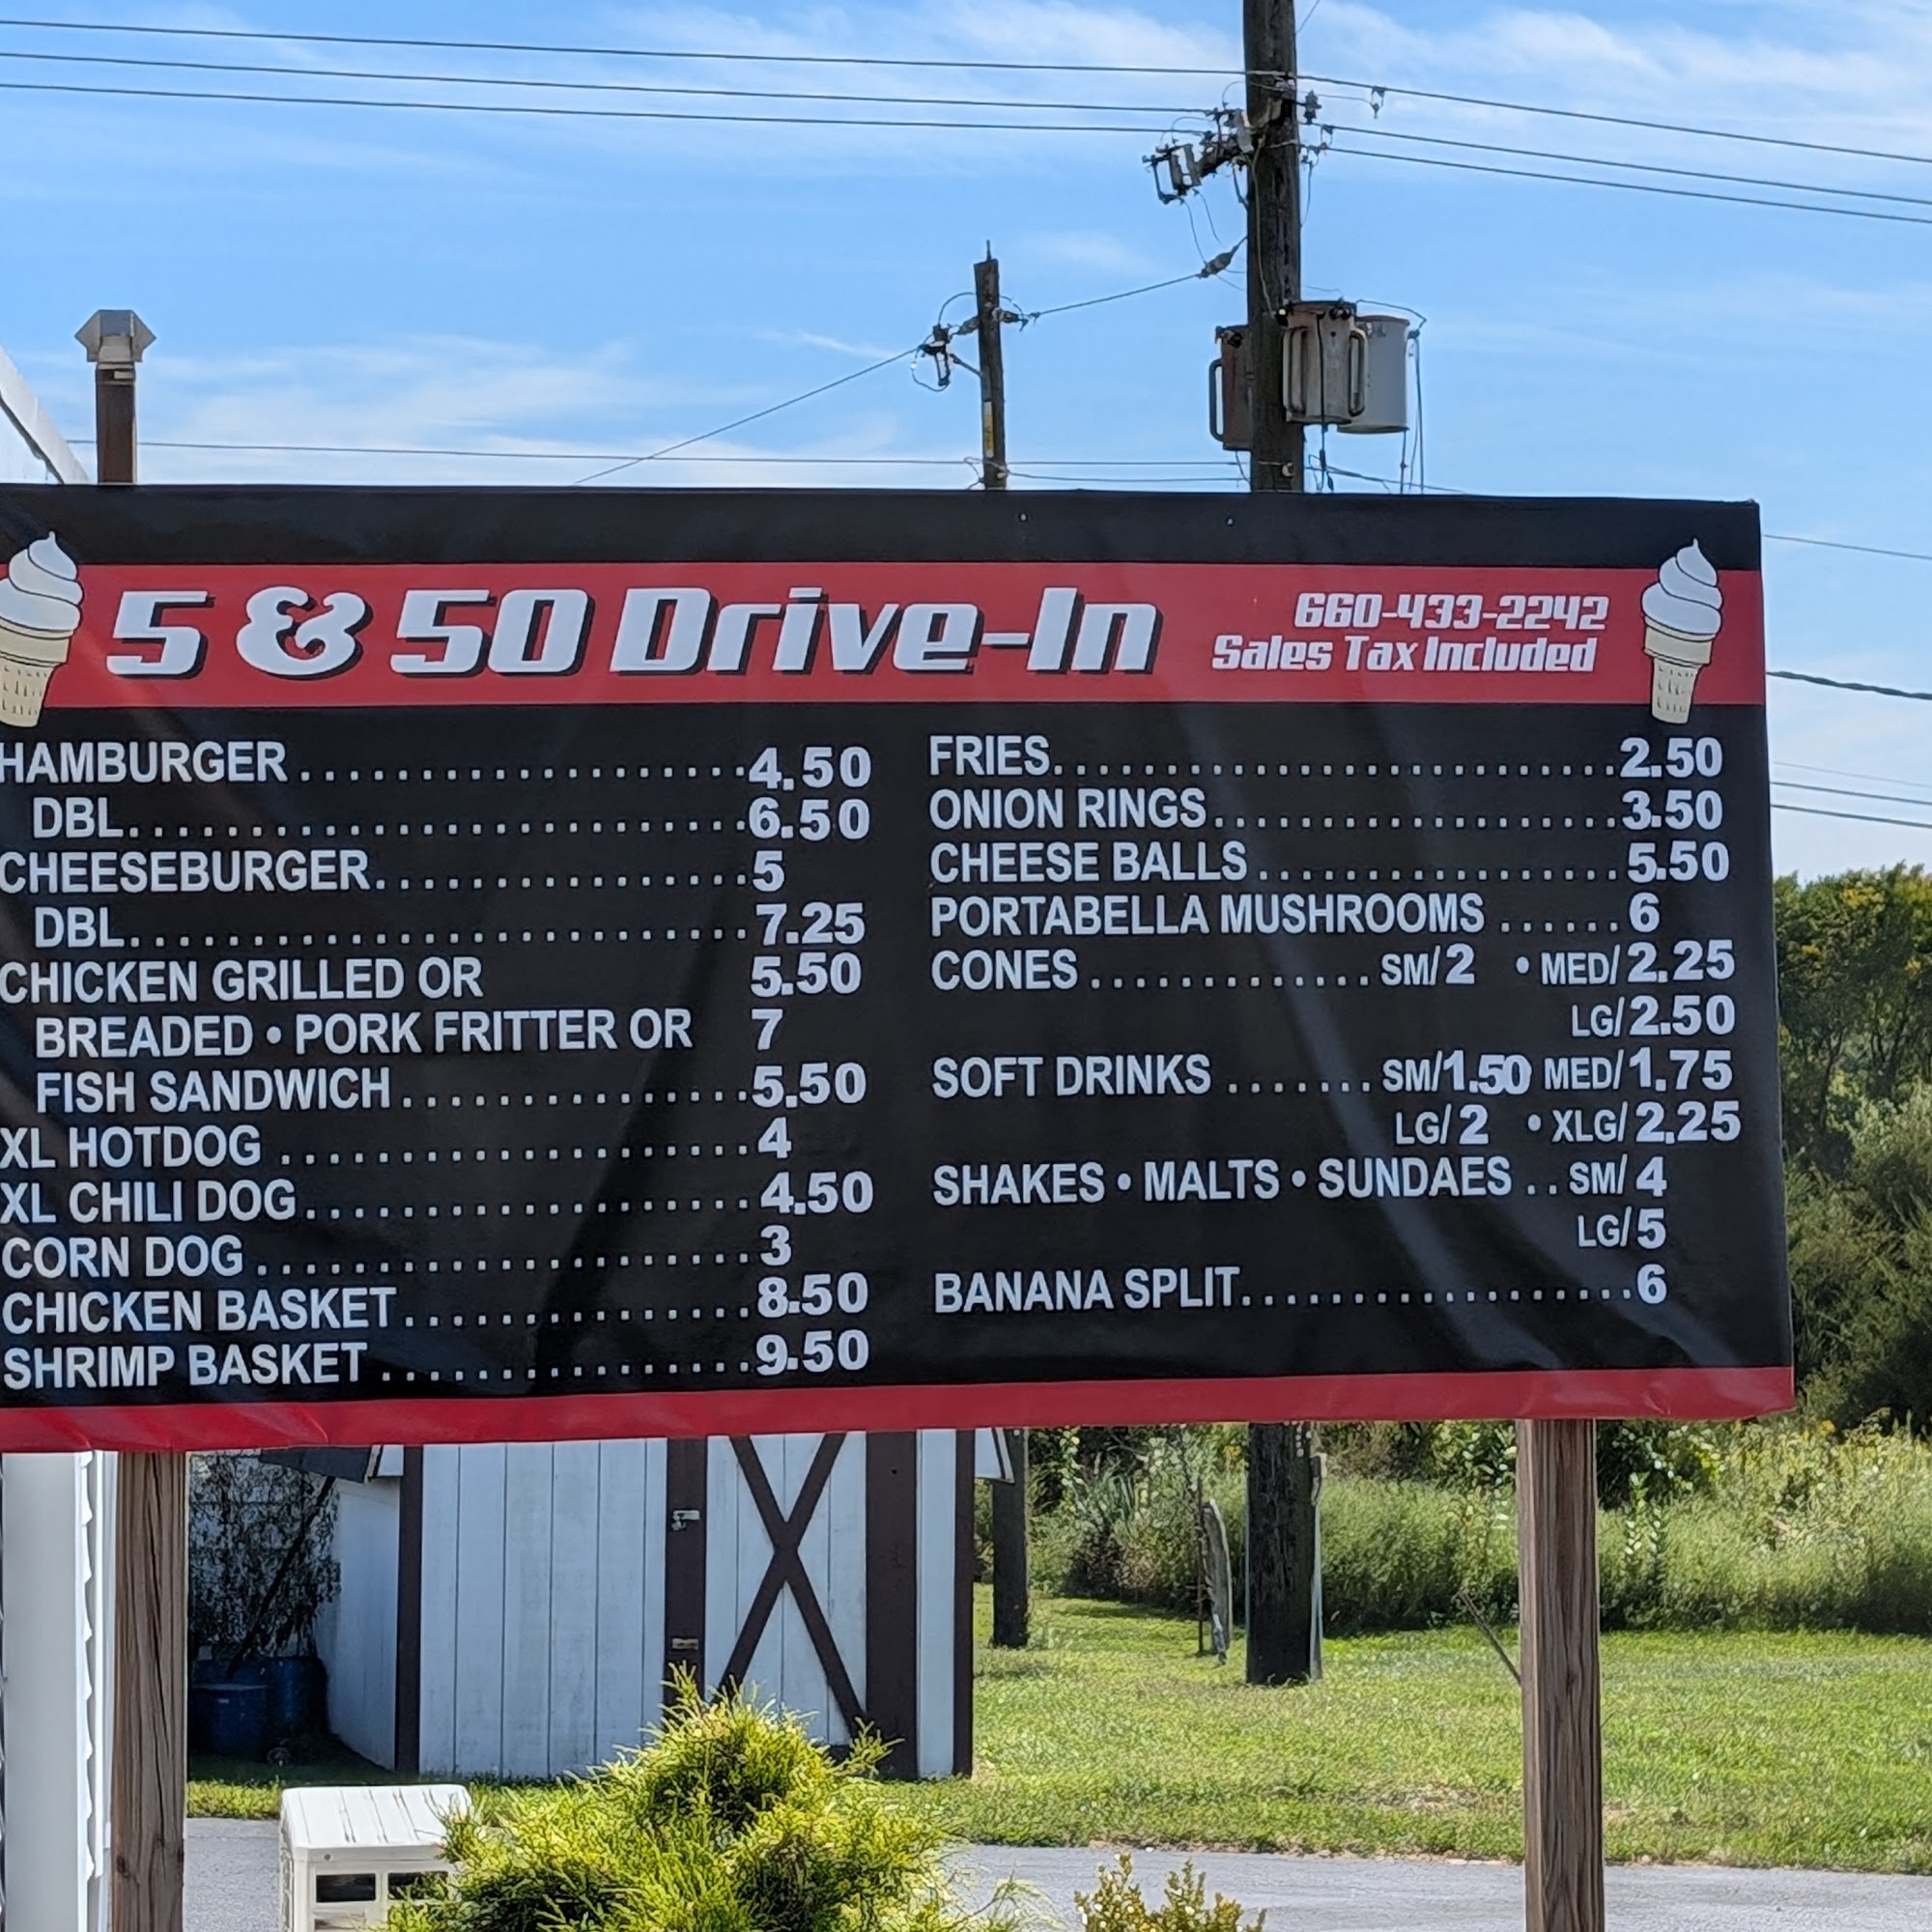 5 & 50 Drive-In
660-433-2242
Sales Tax Included
HAMBURGER..................4.50
DBL.........................6.50
CHEESEBURGER...............5
DBL.........................7.25
CHICKEN GRILLED OR 5.50
BREADED • PORK FRITTER OR 7
FISH SANDWICH..............5.50
XL HOTDOG ...................4
XL CHILI DOG..................4.50
CORN DOG ....................3
CHICKEN BASKET..............8.50
SHRIMP BASKET ...............9.50
FRIES.......................2.50
ONION RINGS.................3.50
CHEESE BALLS ...............5.50
PORTABELLA MUSHROOMS ......6
CONES ............SM/2 • MED/2.25
LG/2.50
SOFT DRINKS .......SM/1.50 MED/1.75
LG/2 • XLG/2.25
SHAKES • MALTS • SUNDAES ..SM/4
LG/5
BANANA SPLIT.................6